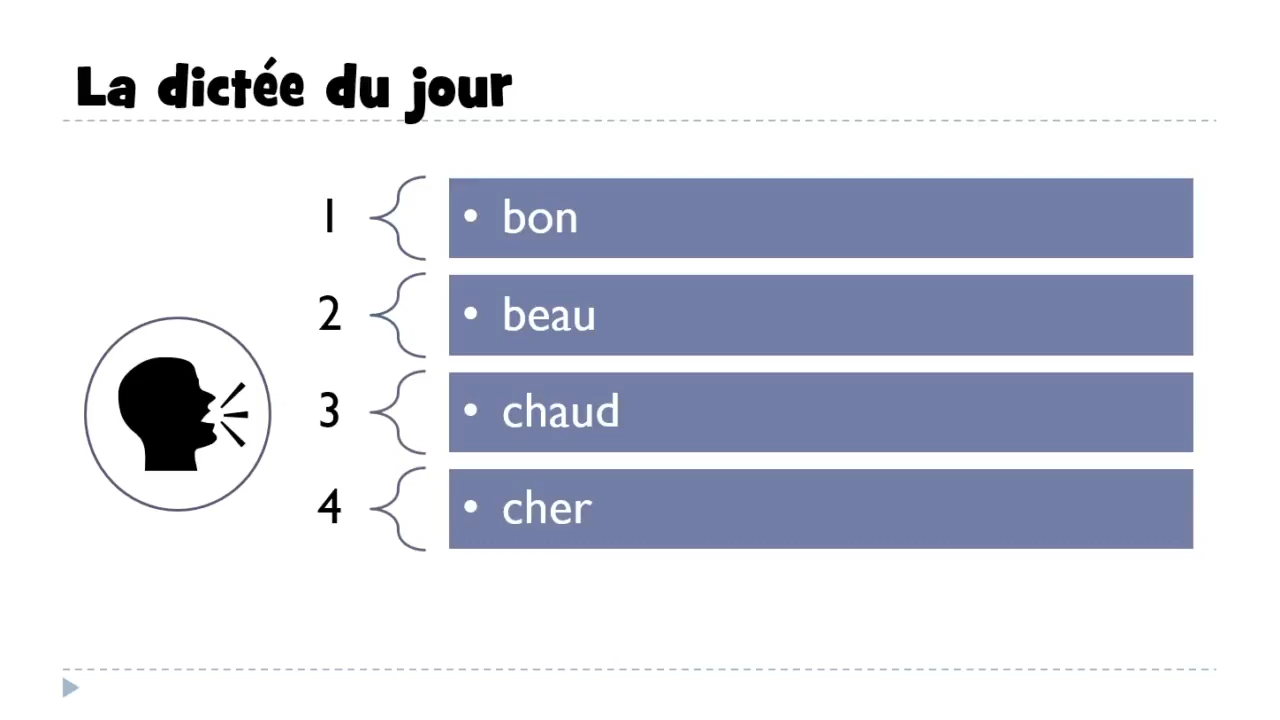 La dictée du jour
1 • bon
2 • beau
3 • chaud
4 • cher